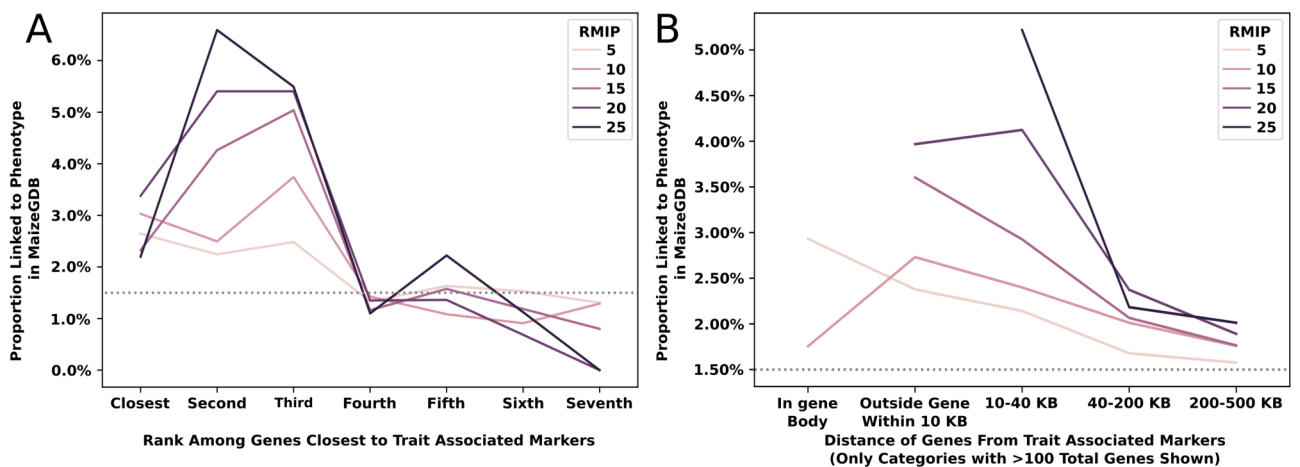 A
Proportion Linked to Phenotype
in MaizeGDB
6.0%
5.0%
4.0%
3.0%
2.0%
1.0%
0.0%
RMIP
5
10
15
20
25
Closest
Second
Third
Fourth
Fifth
Sixth
Seventh
Rank Among Genes Closest to Trait Associated Markers
B
Proportion Linked to Phenotype
in MaizeGDB
5.00%
4.50%
4.00%
3.50%
3.00%
2.50%
2.00%
1.50%
RMIP
5
10
15
20
25
In gene
Body
Outside Gene
Within 10 KB
10-40 KB
40-200 KB
200-500 KB
Distance of Genes From Trait Associated Markers
(Only Categories with >100 Total Genes Shown)